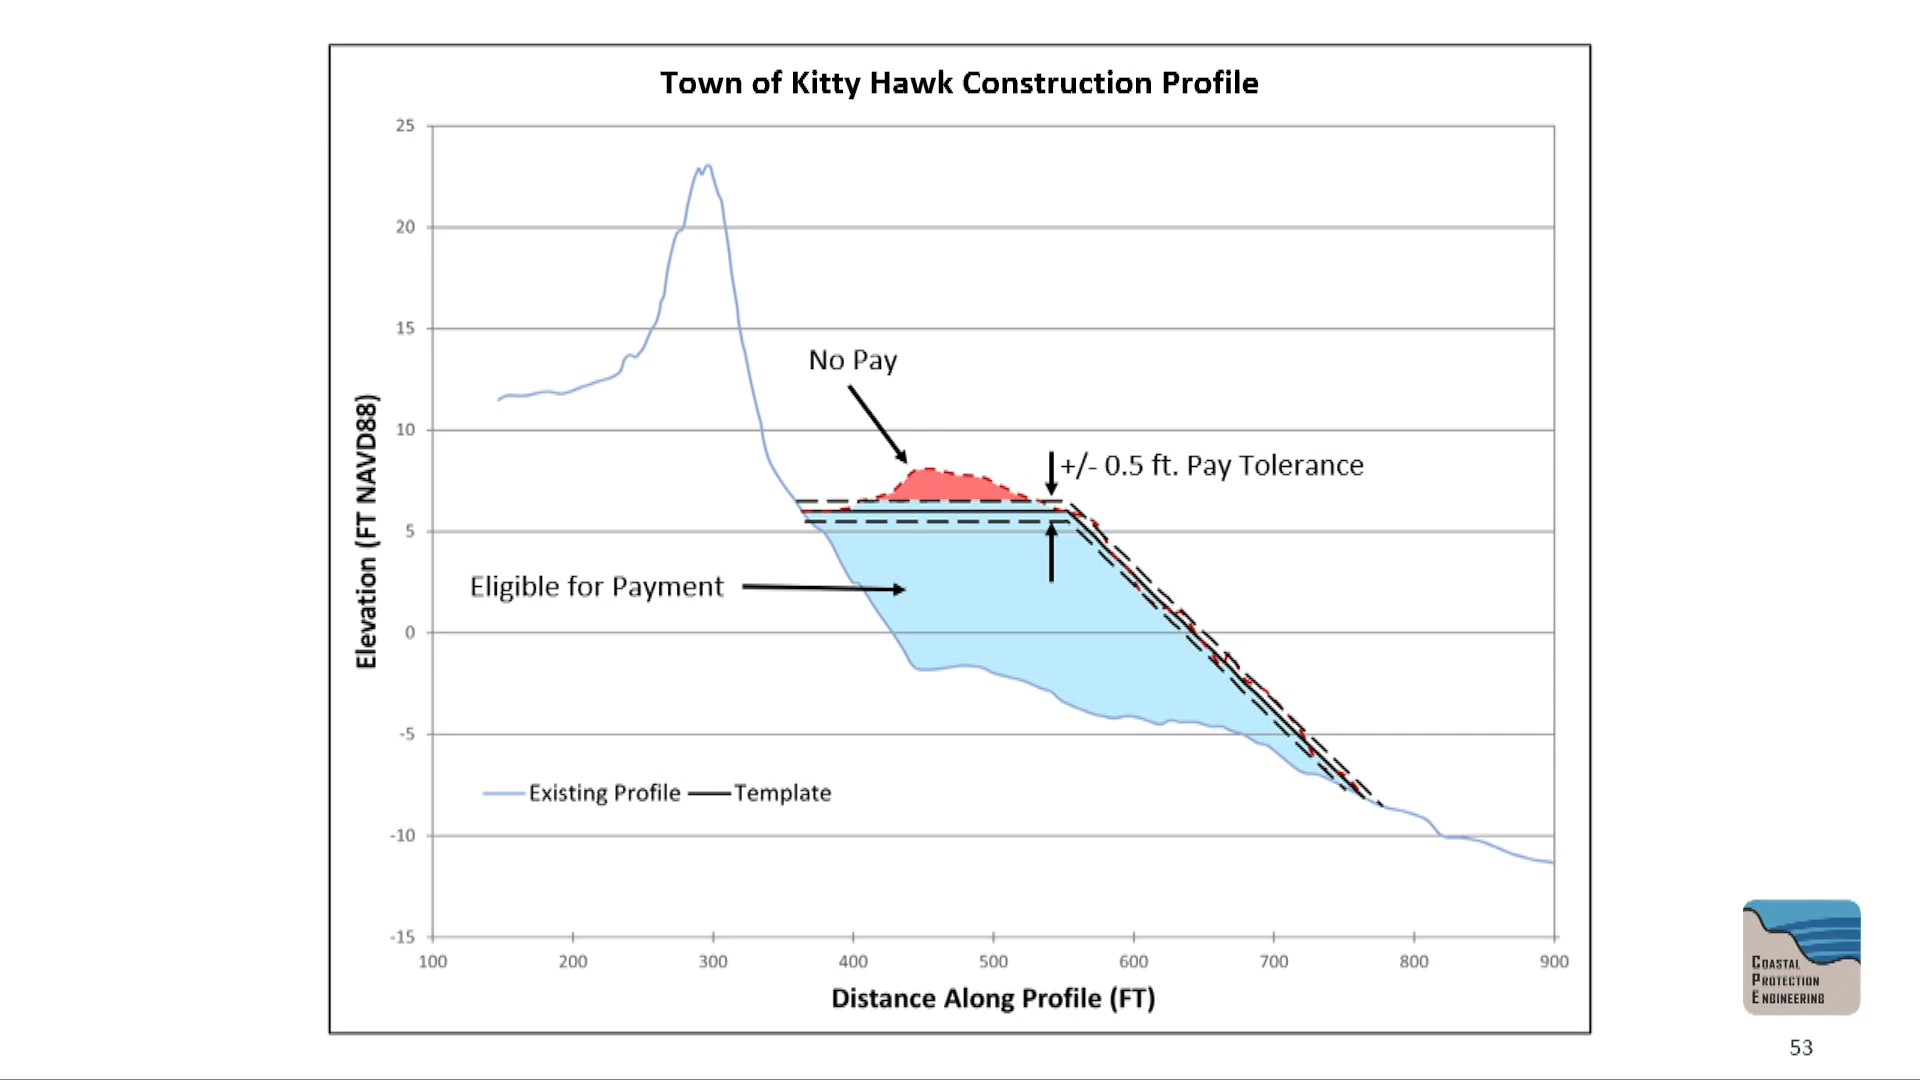 Town of Kitty Hawk Construction Profile
25
20
15
10
5
0
-5
-10
-15
Elevation (FT NAVD88)
No Pay
+/- 0.5 ft. Pay Tolerance
Eligible for Payment
Existing Profile
Template
100 200 300 400 500 600 700 800 900
Distance Along Profile (FT)
COASTAL
PROTECTION
ENGINEERING
53